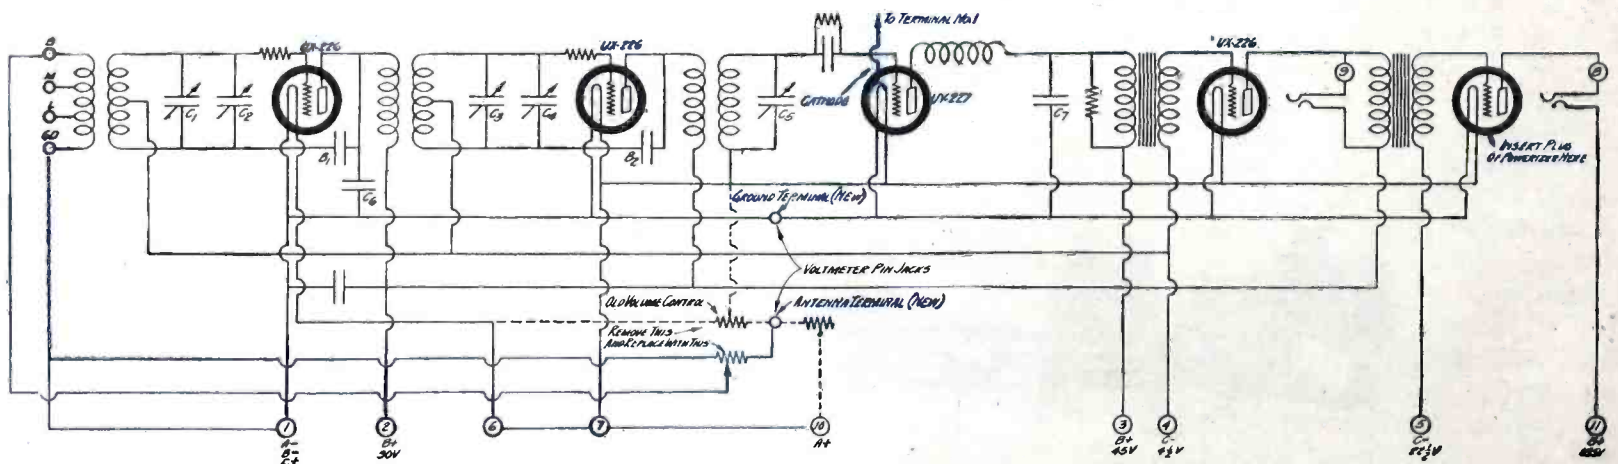 TO TERMINAL NO.1
UX-226
UX-226
CATHODE
UX-227
UX-226
9
8
GD
C1
C2
C3
C4
C5
C7
B1
B2
C6
INSERT PLUG
OF POWERIZER HERE
GROUND TERMINAL (NEW)
VOLTMETER PIN JACKS
OLD VOLUME CONTROL
ANTENNA TERMINAL (NEW)
REMOVE THIS
AND REPLACE WITH THIS
1
A-
B-
C+
2
B+
90V
6
7
10
A+
3
B+
45V
4
C-
4½V
5
C-
22½V